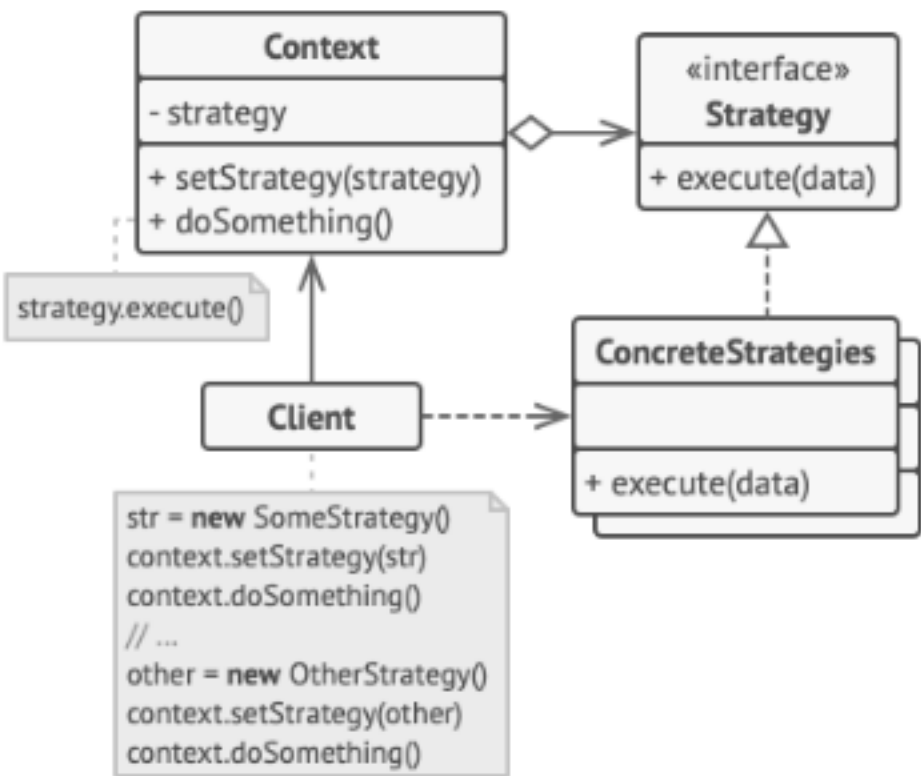 Context
- strategy
+ setStrategy(strategy)
+ doSomething()
«interface»
Strategy
+ execute(data)
strategy.execute()
Client
ConcreteStrategies
+ execute(data)
str = new SomeStrategy()
context.setStrategy(str)
context.doSomething()
// ...
other = new OtherStrategy()
context.setStrategy(other)
context.doSomething()